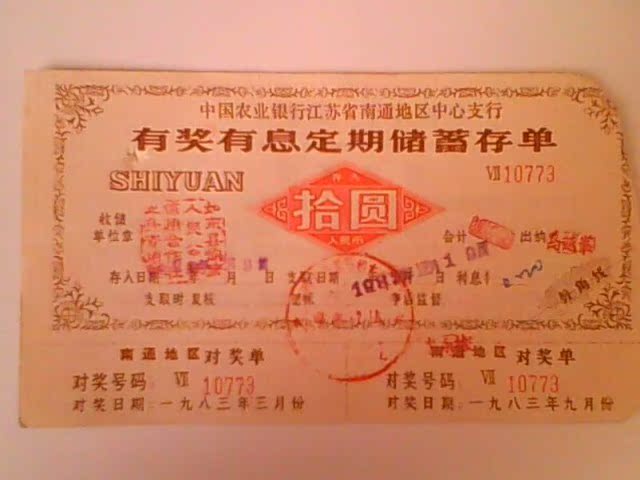 中国农业银行江苏省南通地区中心支行
有奖有息定期储蓄存单
SHIYUAN
Ⅶ10773
拾圆
人民币
收储
单位章
会计
出纳
存入日期 年 月 日 支取日期 日 利息
支取时 复核 监督
南通地区 对奖单
对奖号码: Ⅶ 10773
对奖日期:一九八三年三月份
南通地区 对奖单
对奖号码: Ⅶ 10773
对奖日期:一九八三年九月份